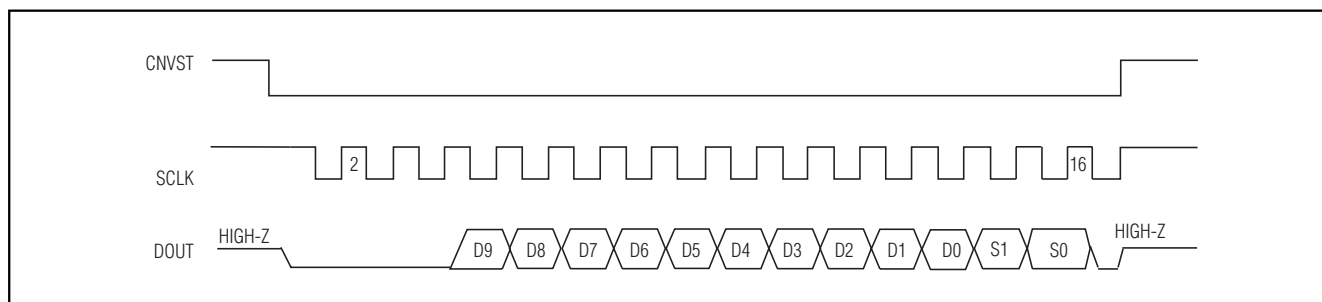 CNVST
SCLK
2
16
DOUT
HIGH-Z
D9 D8 D7 D6 D5 D4 D3 D2 D1 D0 S1 S0
HIGH-Z